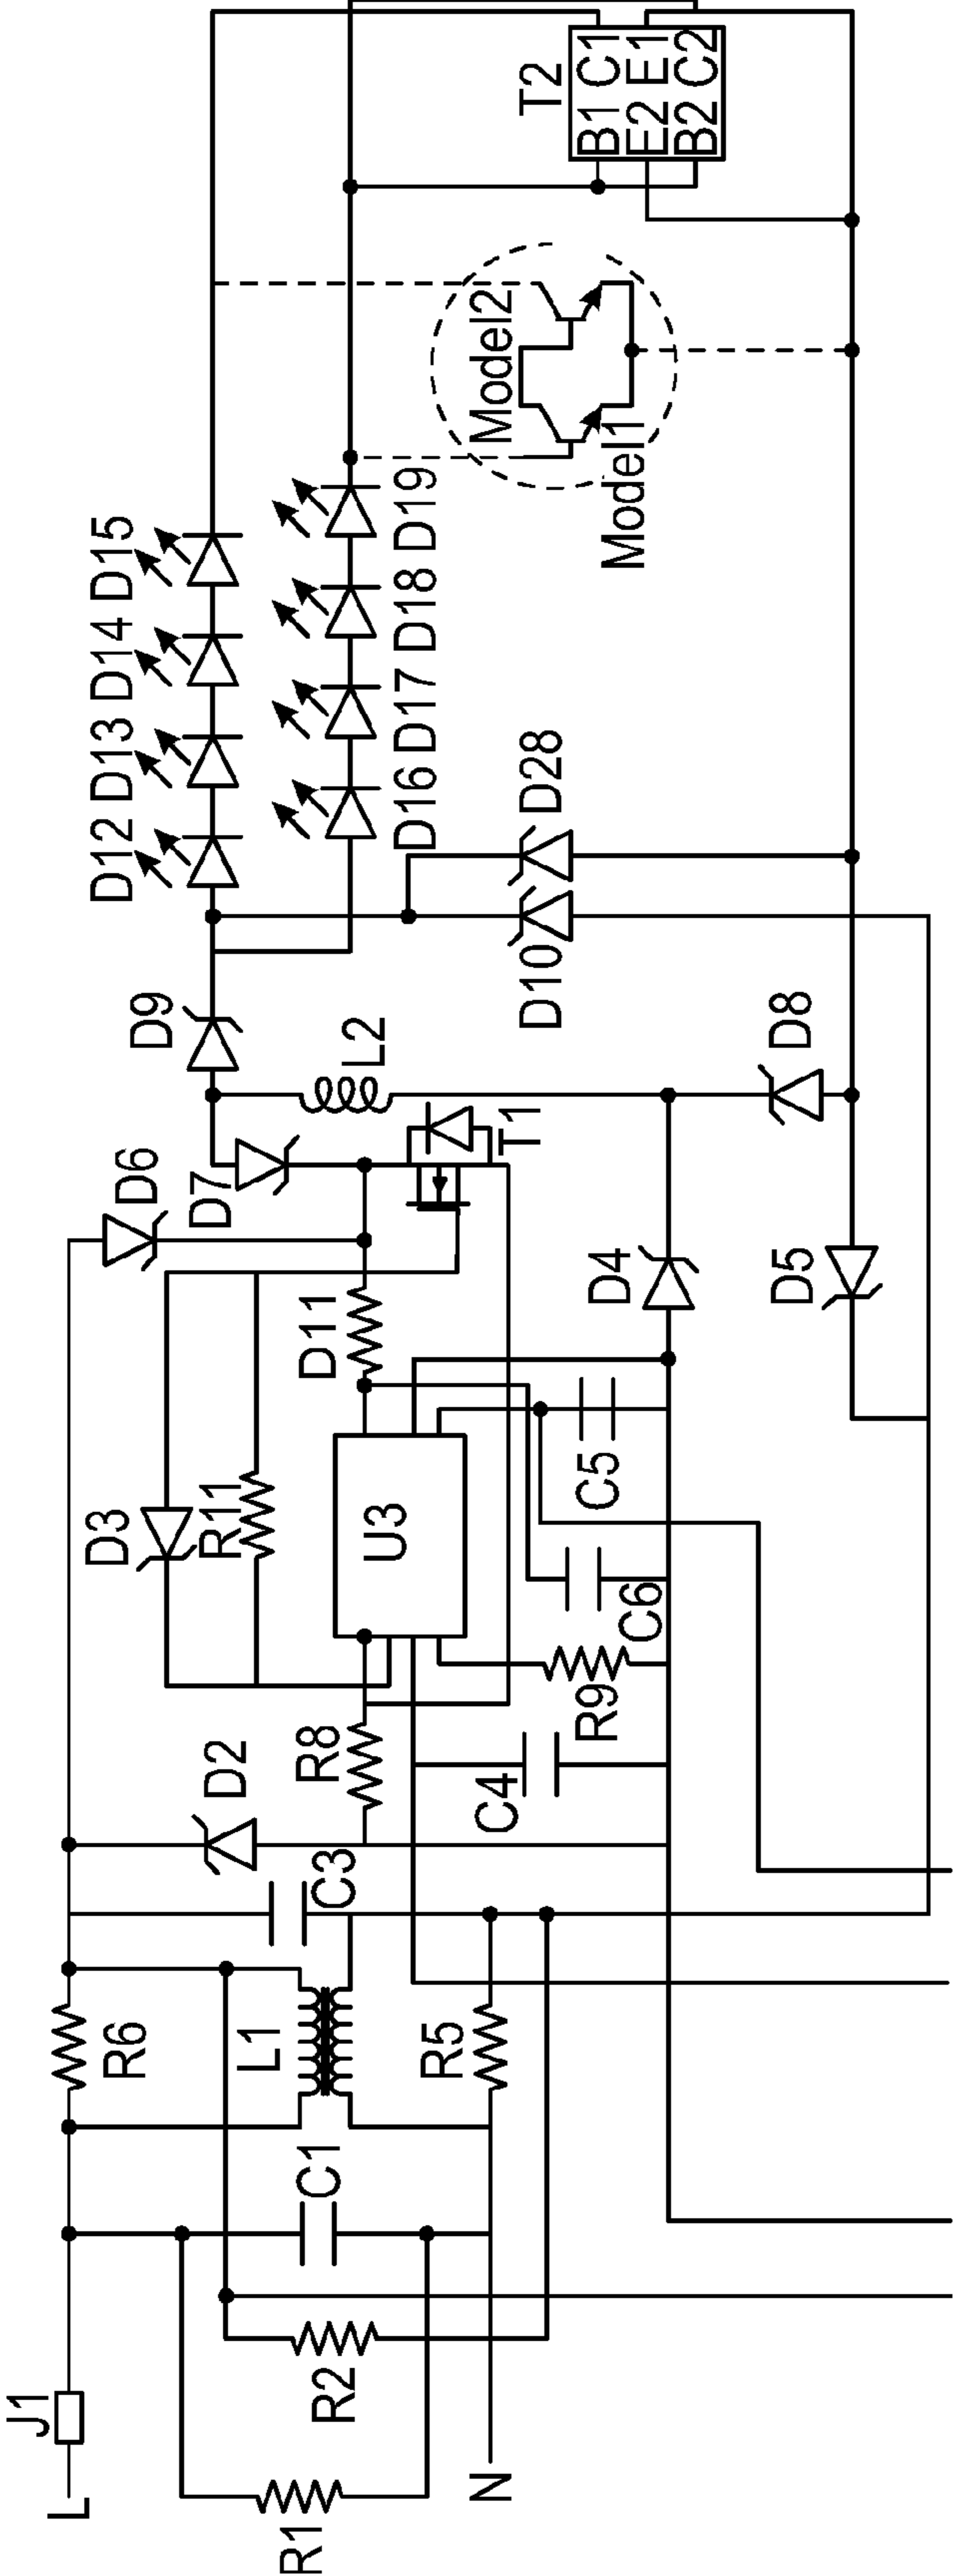 L
J1
R1
R2
N
C1
R6
L1
R5
C3
D2
R8
C4
R9
C6
C5
U3
D3
R11
D11
D4
D5
D6
D7
T1
L2
D8
D9
D10
D28
D12 D13 D14 D15
D16 D17 D18 D19
Model1
Model2
T2
B1 C1
E2 E1
B2 C2